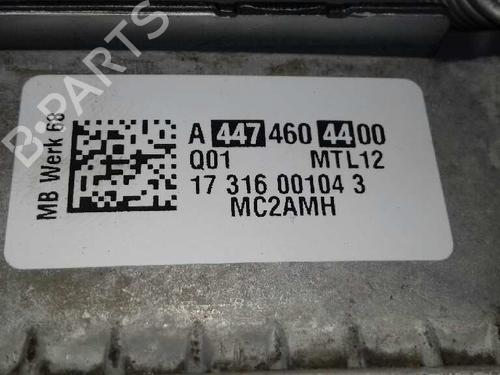 MB Werk 68
A 447 460 44 00
Q01 MTL12
17 316 00104 3
MC2AMH
B-PARTS